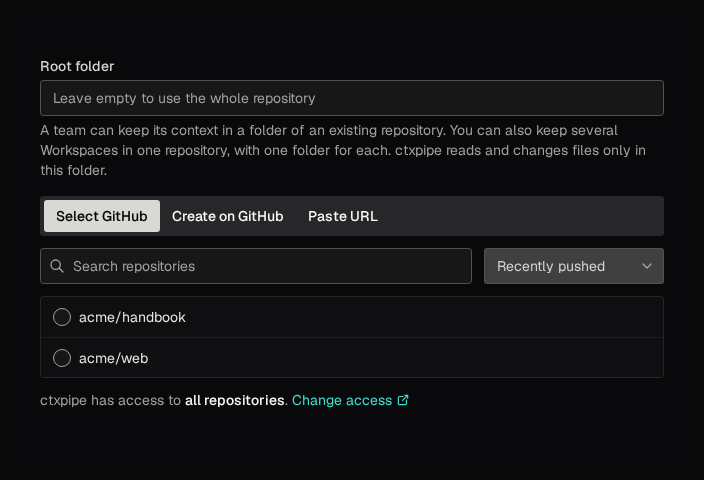 Root folder
Leave empty to use the whole repository
A team can keep its context in a folder of an existing repository. You can also keep several
Workspaces in one repository, with one folder for each. ctxpipe reads and changes files only in
this folder.
Select GitHub Create on GitHub Paste URL
Search repositories Recently pushed
acme/handbook
acme/web
ctxpipe has access to all repositories. Change access